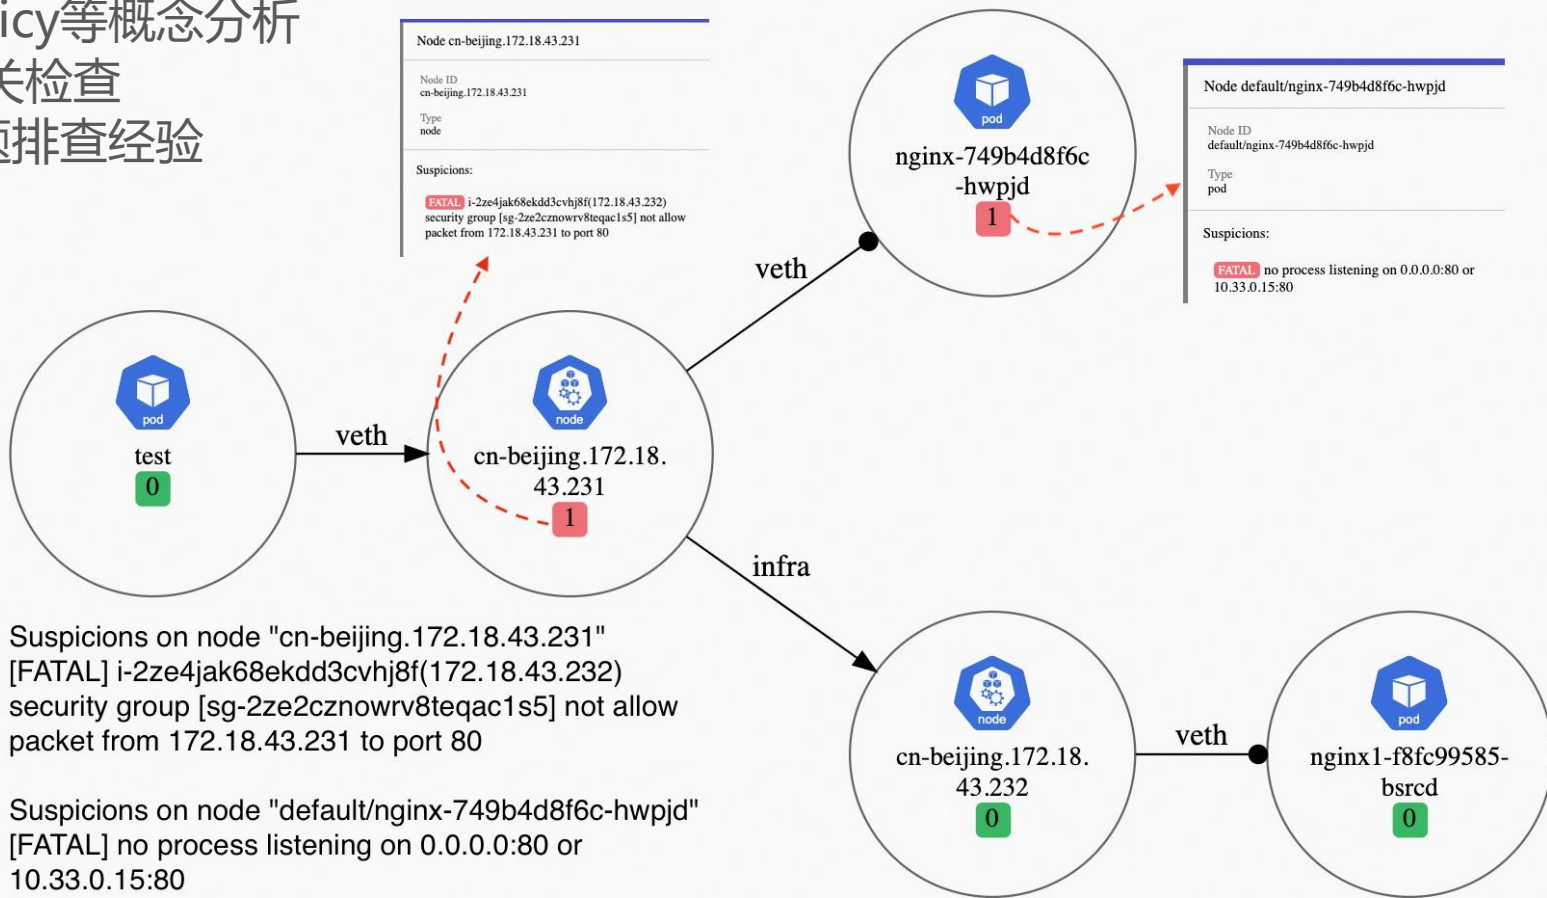 icy等概念分析
关检查
题排查经验
Node cn-beijing.172.18.43.231
Node ID
cn-beijing.172.18.43.231
Type
node
Suspicions:
FATAL i-2ze4jak68ekdd3cvhj8f(172.18.43.232)
security group [sg-2ze2cznowrv8teqac1s5] not allow
packet from 172.18.43.231 to port 80
pod
nginx-749b4d8f6c
-hwpjd
1
Node default/nginx-749b4d8f6c-hwpjd
Node ID
default/nginx-749b4d8f6c-hwpjd
Type
pod
Suspicions:
FATAL no process listening on 0.0.0.0:80 or
10.33.0.15:80
veth
pod
test
0
veth
node
cn-beijing.172.18.
43.231
1
infra
node
cn-beijing.172.18.
43.232
0
veth
pod
nginx1-f8fc99585-
bsrcd
0
Suspicions on node "cn-beijing.172.18.43.231"
[FATAL] i-2ze4jak68ekdd3cvhj8f(172.18.43.232)
security group [sg-2ze2cznowrv8teqac1s5] not allow
packet from 172.18.43.231 to port 80
Suspicions on node "default/nginx-749b4d8f6c-hwpjd"
[FATAL] no process listening on 0.0.0.0:80 or
10.33.0.15:80